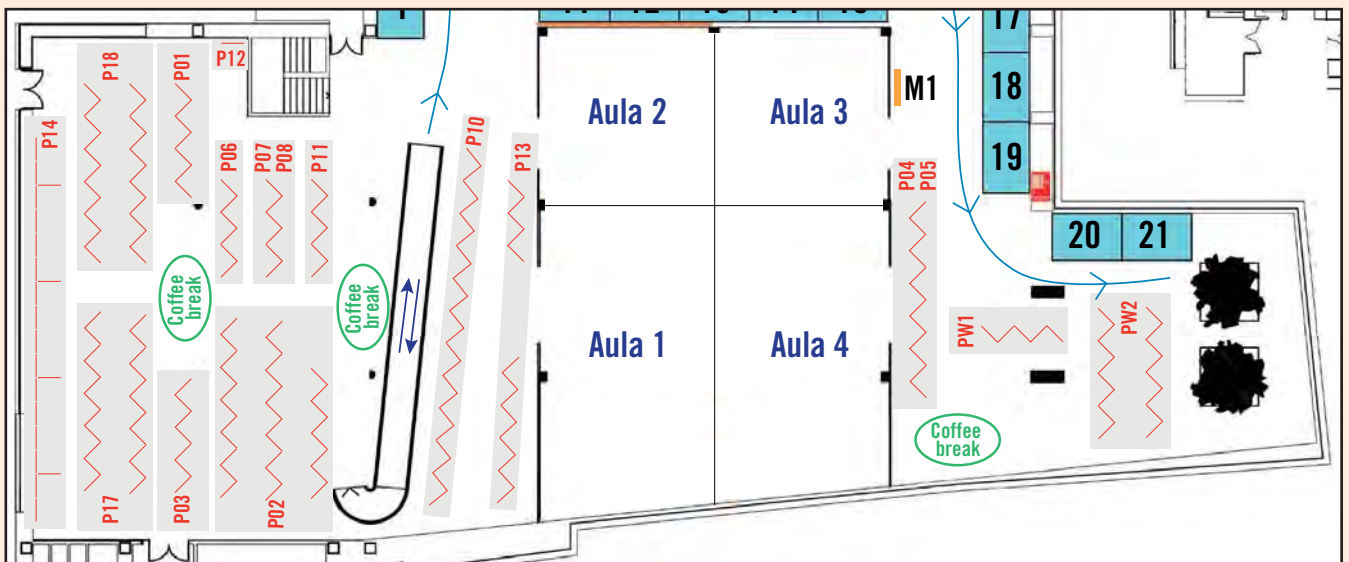 P18
P01
P12
P14
P06
P07
P08
P11
P10
P13
Aula 2
Aula 3
M1
17
18
19
P04
P05
20
21
Coffee
break
Coffee
break
Aula 1
Aula 4
PW1
PW2
Coffee
break
P17
P03
P02